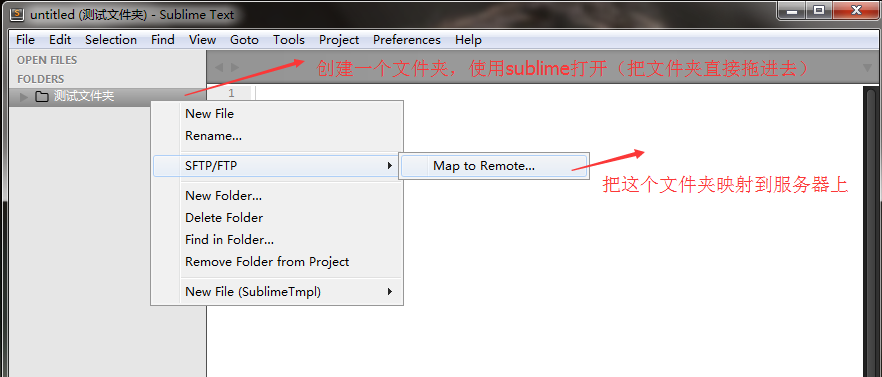 untitled (测试文件夹) - Sublime Text
File Edit Selection Find View Goto Tools Project Preferences Help
OPEN FILES
FOLDERS
测试文件夹
创建一个文件夹，使用sublime打开（把文件夹直接拖进去）
1
New File
Rename...
SFTP/FTP
Map to Remote...
把这个文件夹映射到服务器上
New Folder...
Delete Folder
Find in Folder...
Remove Folder from Project
New File (SublimeTmpl)